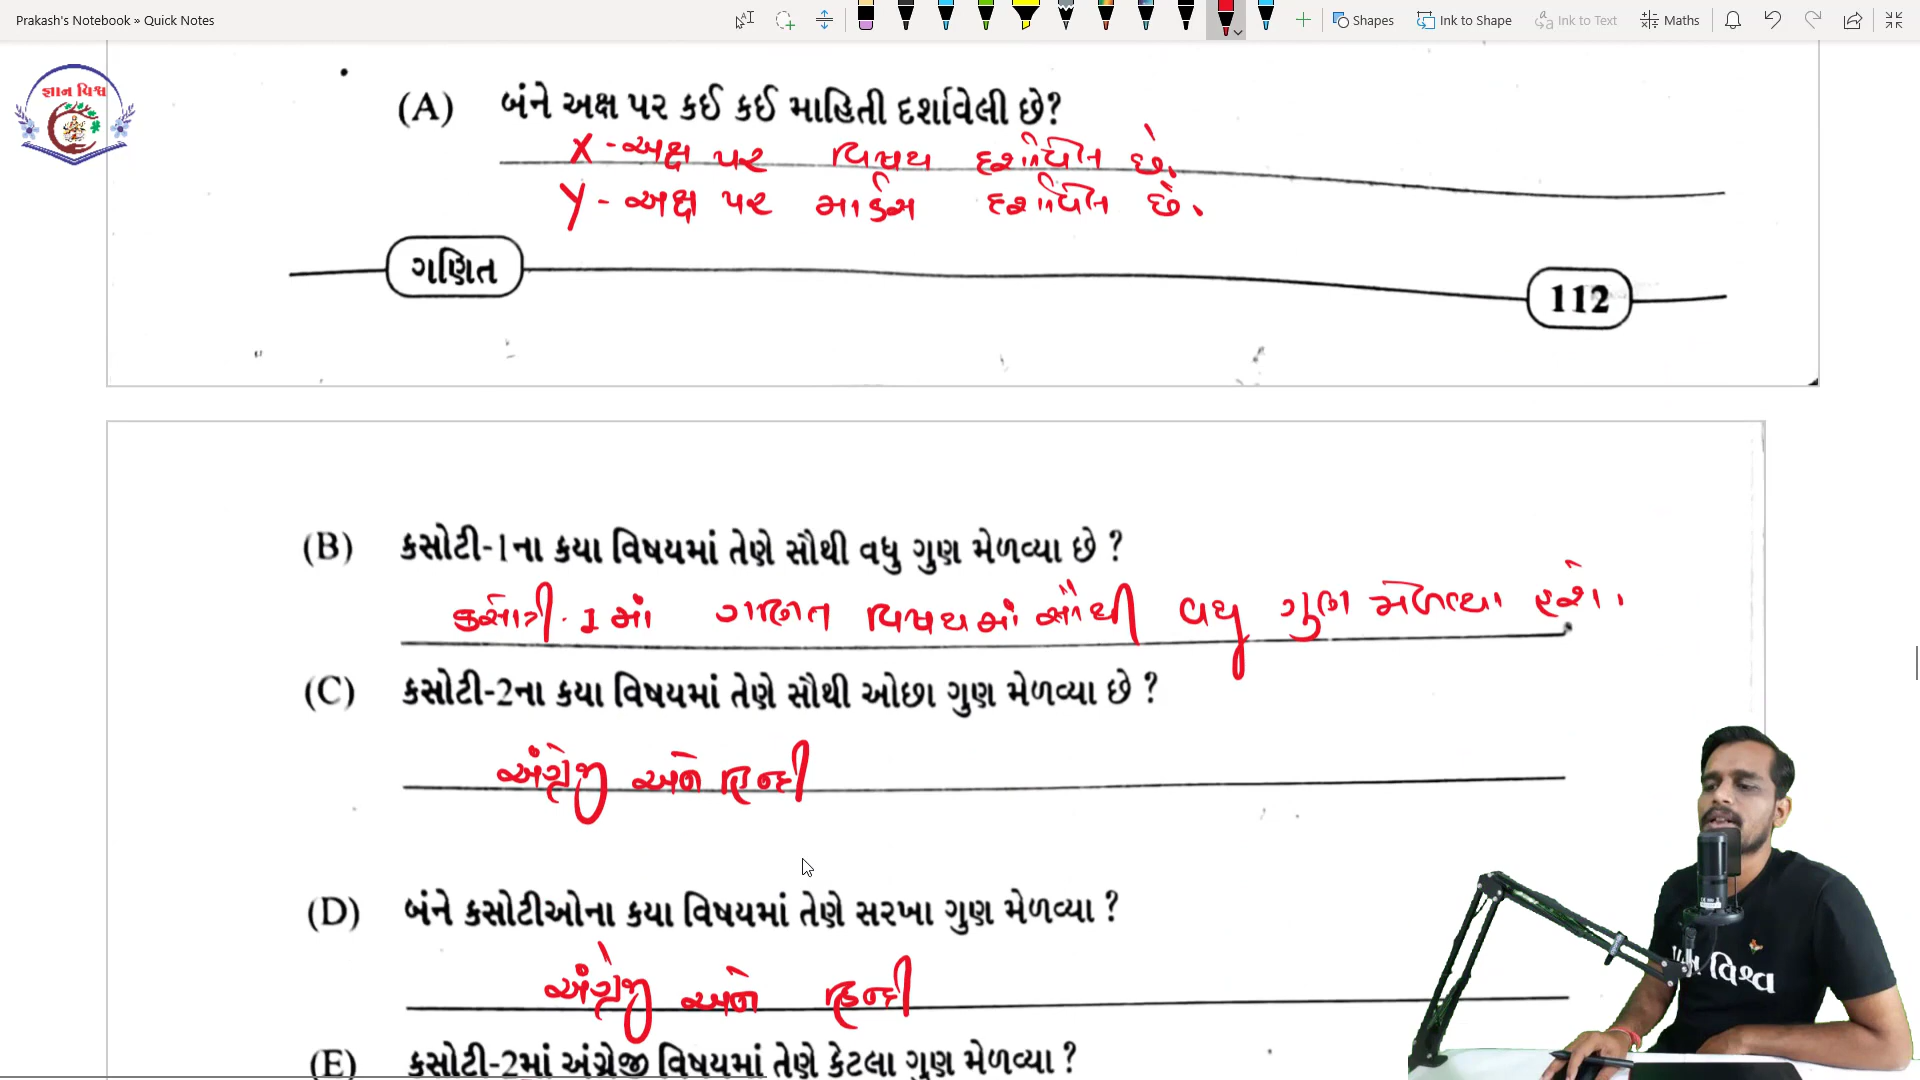 Prakash's Notebook » Quick Notes
Shapes
Ink to Shape
Ink to Text
Maths
જ્ઞાન વિશ્વ
(A) બંને અક્ષ પર કઈ કઈ માહિતી દર્શાવેલી છે?
X - અક્ષ પર વિષય દર્શાવેલ છે.
Y - અક્ષ પર માર્કસ દર્શાવેલ છે.
ગણિત
112
(B) કસોટી-1ના કયા વિષયમાં તેણે સૌથી વધુ ગુણ મેળવ્યા છે ?
કસોટી. 1 માં ગણિત વિષયમાં સૌથી વધુ ગુણ મેળવ્યા હશે.
(C) કસોટી-2ના કયા વિષયમાં તેણે સૌથી ઓછા ગુણ મેળવ્યા છે ?
અંગ્રેજી અને હિન્દી
(D) બંને કસોટીઓના કયા વિષયમાં તેણે સરખા ગુણ મેળવ્યા ?
અંગ્રેજી અને હિન્દી
(E) કસોટી-2માં અંગ્રેજી વિષયમાં તેણે કેટલા ગુણ મેળવ્યા ?
વિશ્વ